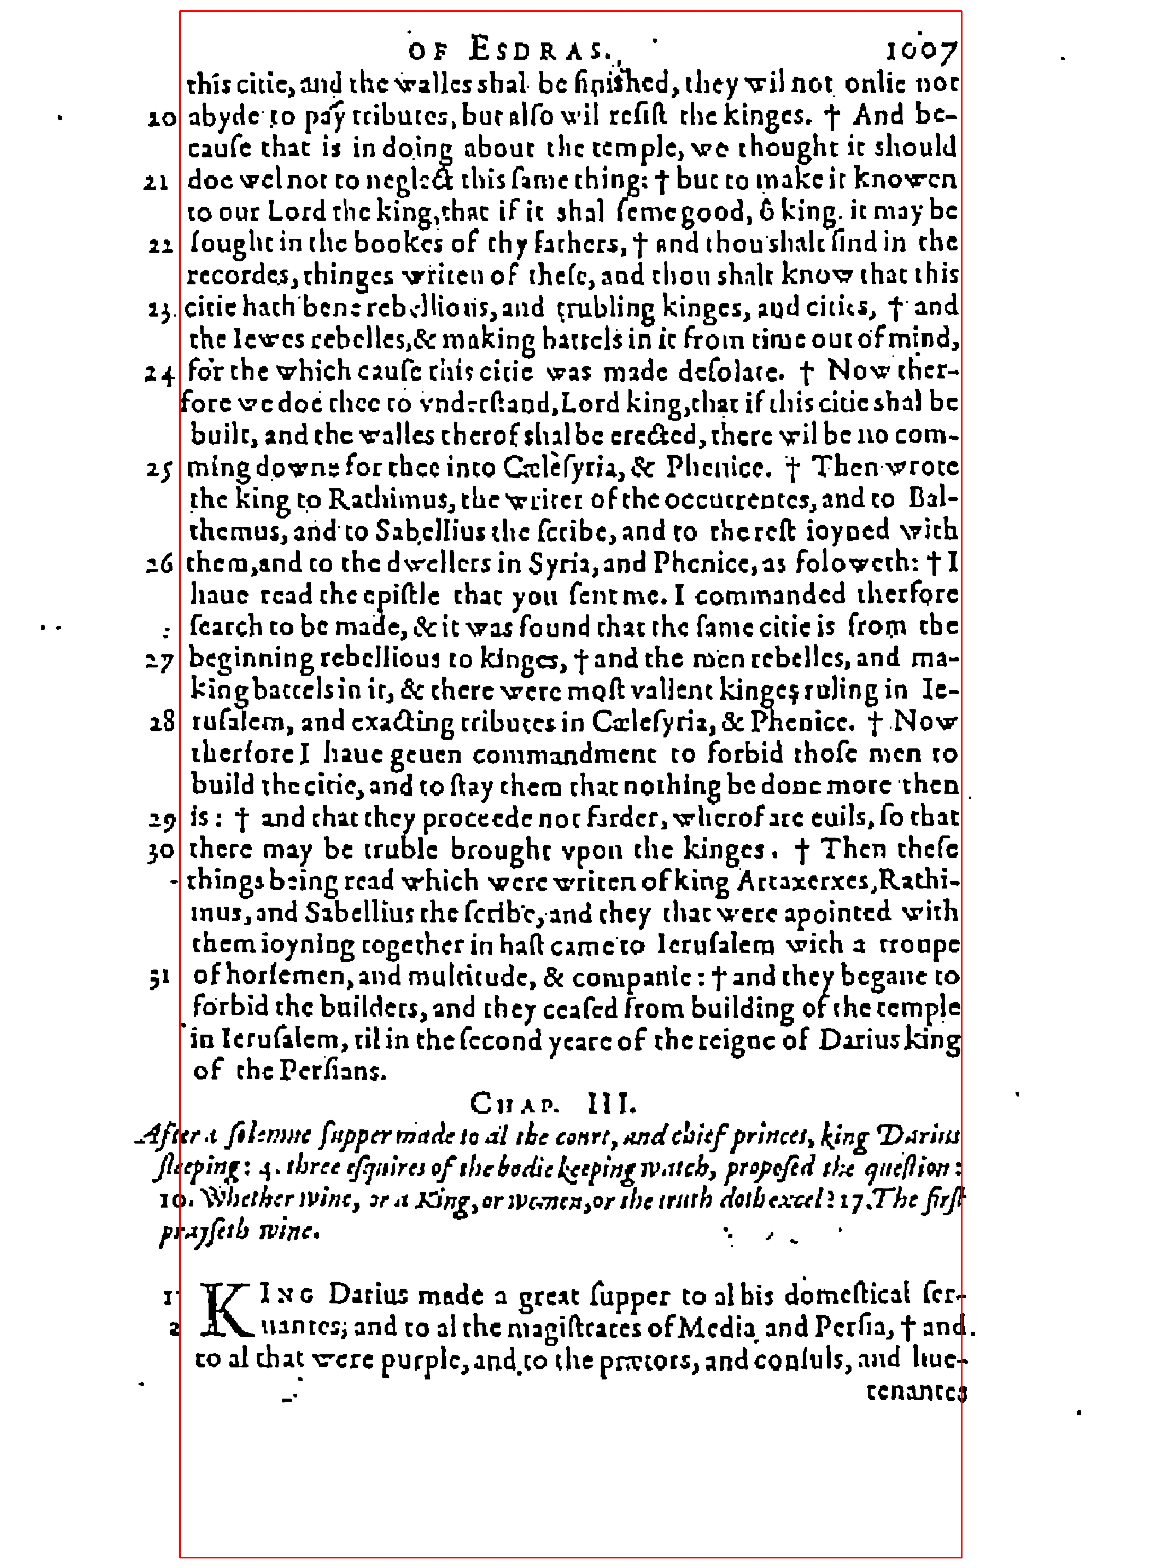 OF ESDRAS. 1007
this citie, and the walles shal be finished, they wil not onlie not
20 abyde to pay tributes, but alſo wil reſiſt the kinges. † And be-
cauſe that is in doing about the temple, we thought it should
21 doe wel not to neglect this ſame thing: † but to make it knowen
to our Lord the king, that if it shal ſeme good, ô king. it may be
22 ſought in the bookes of thy fathers, † and thou shalt find in the
recordes, thinges writen of theſe, and thou shalt know that this
23. citie hath bene rebellious, and trubling kinges, and cities, † and
the Iewes rebelles, & making battels in it from time out of mind,
24 for the which cauſe this citie was made deſolate. † Now ther-
fore we doe thee to vnderſtand, Lord king, that if this citie shal be
built, and the walles therof shal be erected, there wil be no com-
25 ming downe for thee into Cœlèſyria, & Phenice. † Then wrote
the king to Rathimus, the writer of the occurrentes, and to Bal-
themus, and to Sabellius the ſcribe, and to the reſt ioyned with
26 them, and to the dwellers in Syria, and Phenice, as foloweth: † I
haue read the epiſtle that you ſent me. I commanded therfore
ſearch to be made, & it was found that the ſame citie is from the
27 beginning rebellious to kinges, † and the men rebelles, and ma-
king battels in it, & there were moſt valient kinges ruling in Ie-
28 ruſalem, and exacting tributes in Cœleſyria, & Phenice. † Now
therfore I haue geuen commandment to forbid thoſe men to
build the citie, and to ſtay them that nothing be done more then
29 is: † and that they proceede not farder, wherof are euils, ſo that
30 there may be truble brought vpon the kinges. † Then theſe
things being read which were writen of king Artaxerxes, Rathi-
mus, and Sabellius the ſcribe, and they that were apointed with
them ioyning together in haſt came to Ieruſalem with a troupe
31 of horſemen, and multitude, & companie: † and they begane to
forbid the builders, and they ceaſed from building of the temple
in Ieruſalem, til in the ſecond yeare of the reigne of Darius king
of the Perſians.
CHAP. III.
After a ſolemne ſupper made to al the court, and chief princes, king Darius
ſleeping: 4. three eſquires of the bodie keeping watch, propoſed the queſtion:
10. Whether wine, or a King, or wemen, or the truth doth excel? 17. The firſt
prayſeth wine.
1 KING Darius made a great ſupper to al his domeſtical ſer-
2 uantes; and to al the magiſtrates of Media and Perſia, † and
to al that were purple, and to the prætors, and conſuls, and liue-
tenantes